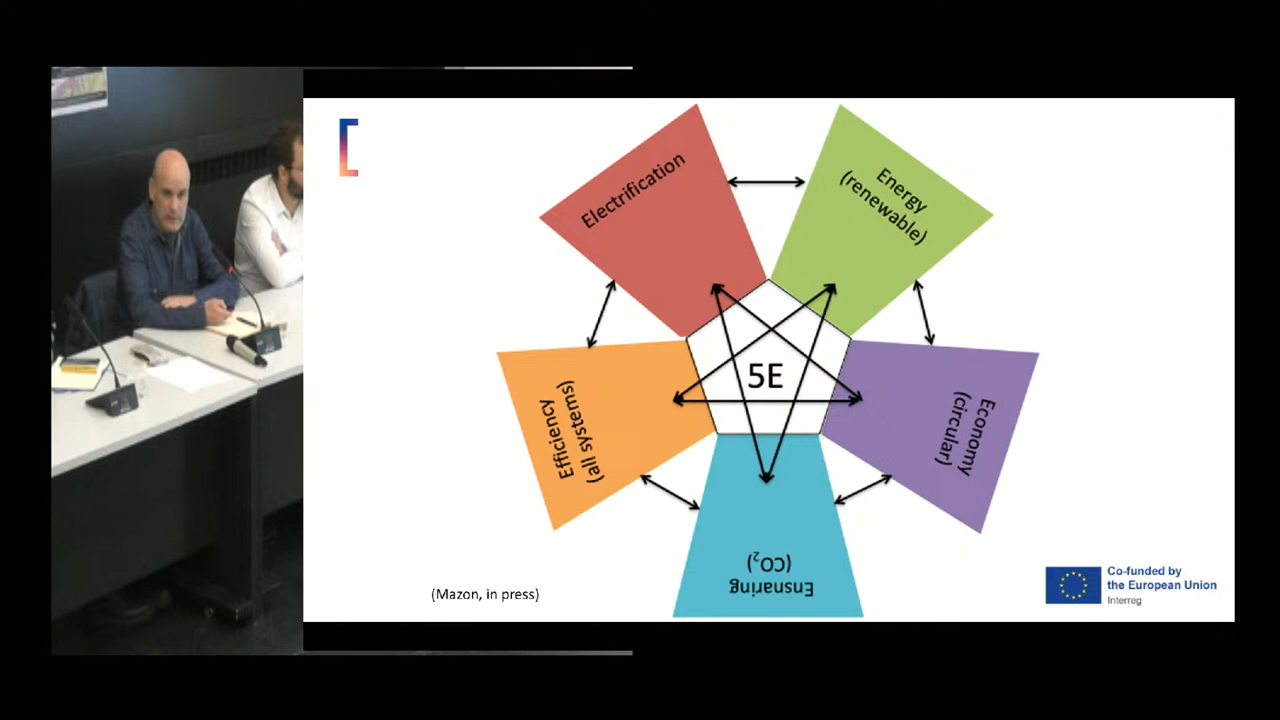 Electrification
Energy
(renewable)
5E
Efficiency
(all systems)
Economy
(circular)
Ensnaring
(CO₂)
(Mazon, in press)
Co-funded by
the European Union
Interreg